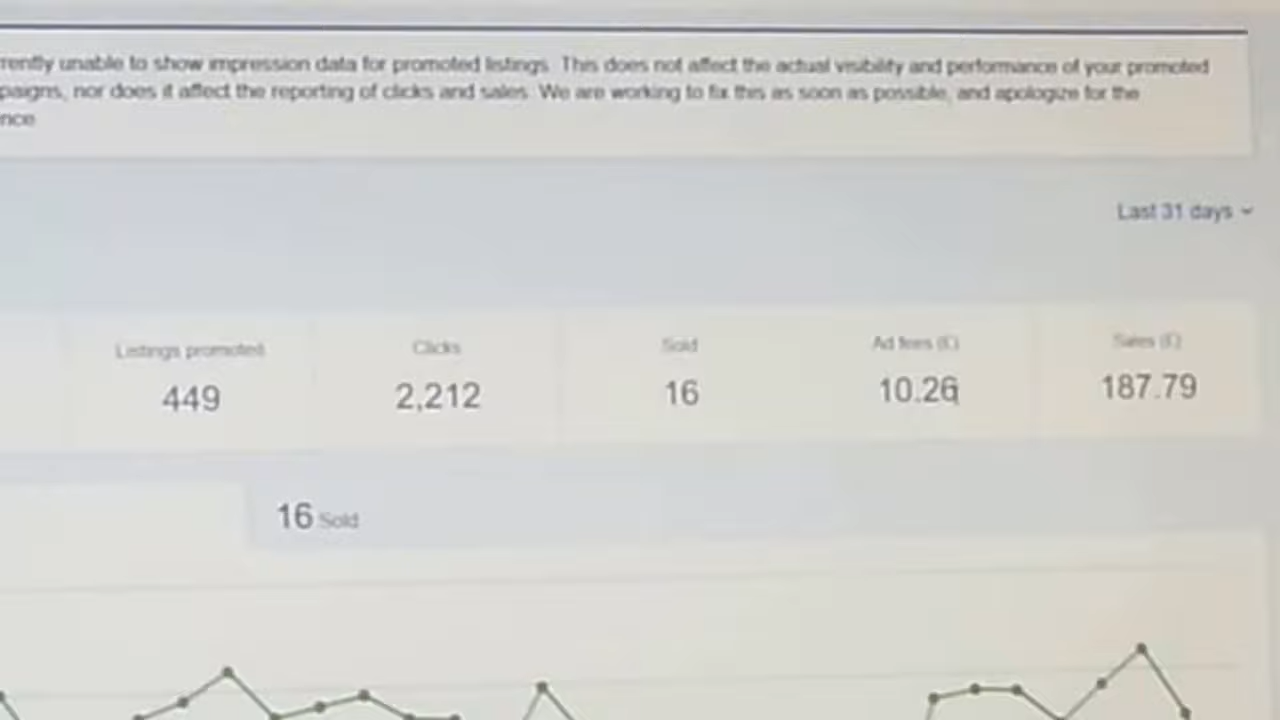 rently unable to show impression data for promoted listings. This does not affect the actual visibility and performance of your promoted
paigns, nor does it affect the reporting of clicks and sales. We are working to fix this as soon as possible, and apologize for the
nce
Last 31 days
Listings promoted Clicks Sold Ad fees (£) Sales (£)
449 2,212 16 10.26 187.79
16 Sold